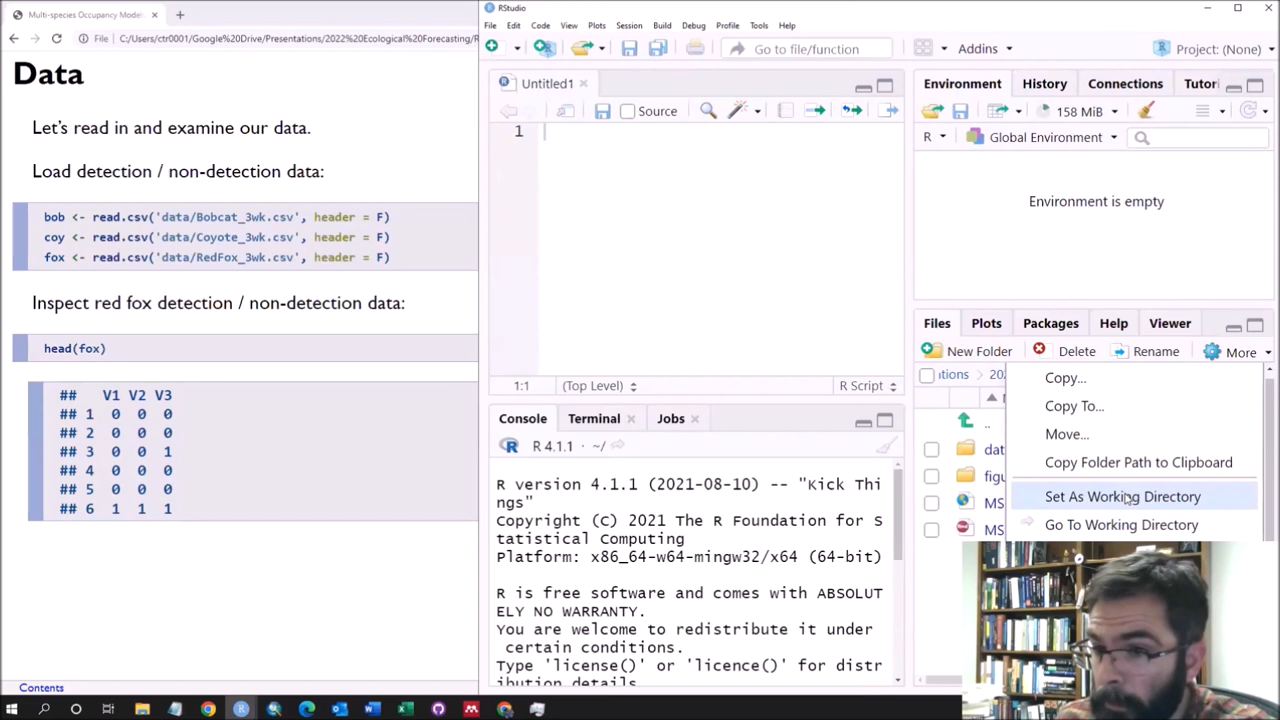 Multi-species Occupancy Model
File
C:/Users/ctr0001/Google%20Drive/Presentations/2022%20Ecological%20Forecasting/R
Data
Let's read in and examine our data.
Load detection / non-detection data:
bob <- read.csv('data/Bobcat_3wk.csv', header = F)
coy <- read.csv('data/Coyote_3wk.csv', header = F)
fox <- read.csv('data/RedFox_3wk.csv', header = F)
Inspect red fox detection / non-detection data:
head(fox)
## V1 V2 V3
## 1 0 0 0
## 2 0 0 0
## 3 0 0 1
## 4 0 0 0
## 5 0 0 0
## 6 1 1 1
Contents
RStudio
File Edit Code View Plots Session Build Debug Profile Tools Help
Go to file/function
Addins
Project: (None)
Untitled1
Source
1
1:1 (Top Level) R Script
Console Terminal Jobs
R 4.1.1 · ~/
R version 4.1.1 (2021-08-10) -- "Kick Thi
ngs"
Copyright (C) 2021 The R Foundation for S
tatistical Computing
Platform: x86_64-w64-mingw32/x64 (64-bit)
R is free software and comes with ABSOLUT
ELY NO WARRANTY.
You are welcome to redistribute it under
certain conditions.
Type 'license()' or 'licence()' for distr
ibution details.
Environment History Connections Tutori
158 MiB
R Global Environment
Environment is empty
Files Plots Packages Help Viewer
New Folder Delete Rename More
itions 202
..
dat
figu
MS
MS
Copy...
Copy To...
Move...
Copy Folder Path to Clipboard
Set As Working Directory
Go To Working Directory